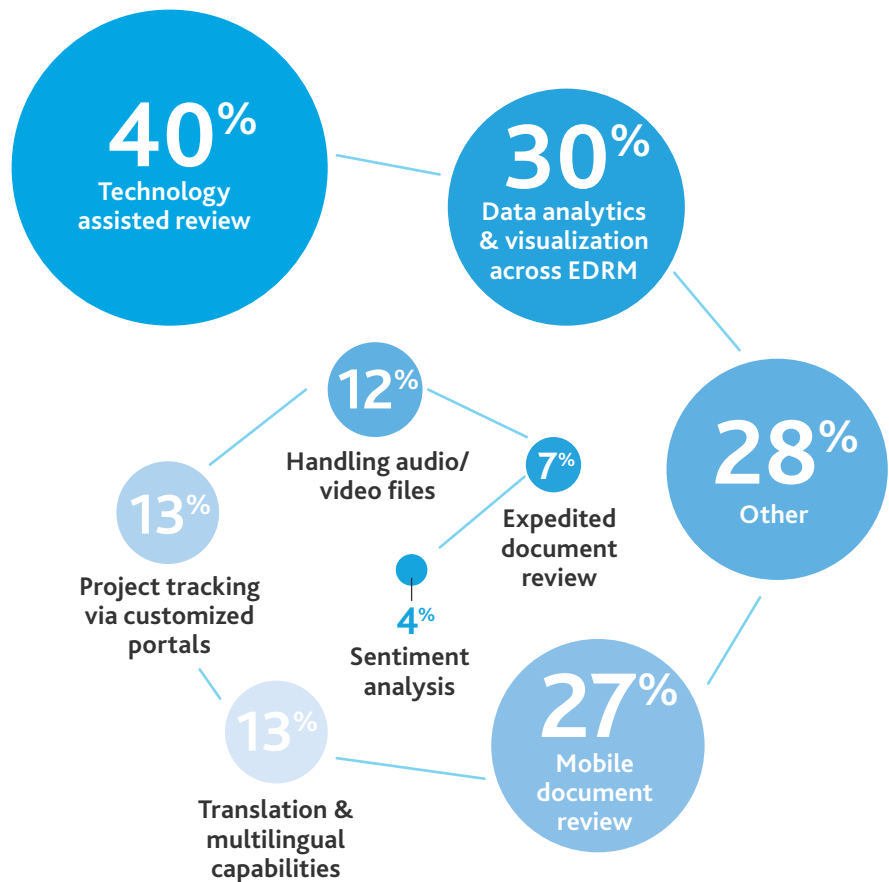 40%
Technology
assisted review
30%
Data analytics
& visualization
across EDRM
28%
Other
27%
Mobile
document
review
13%
Translation &
multilingual
capabilities
13%
Project tracking
via customized
portals
12%
Handling audio/
video files
7%
Expedited
document
review
4%
Sentiment
analysis